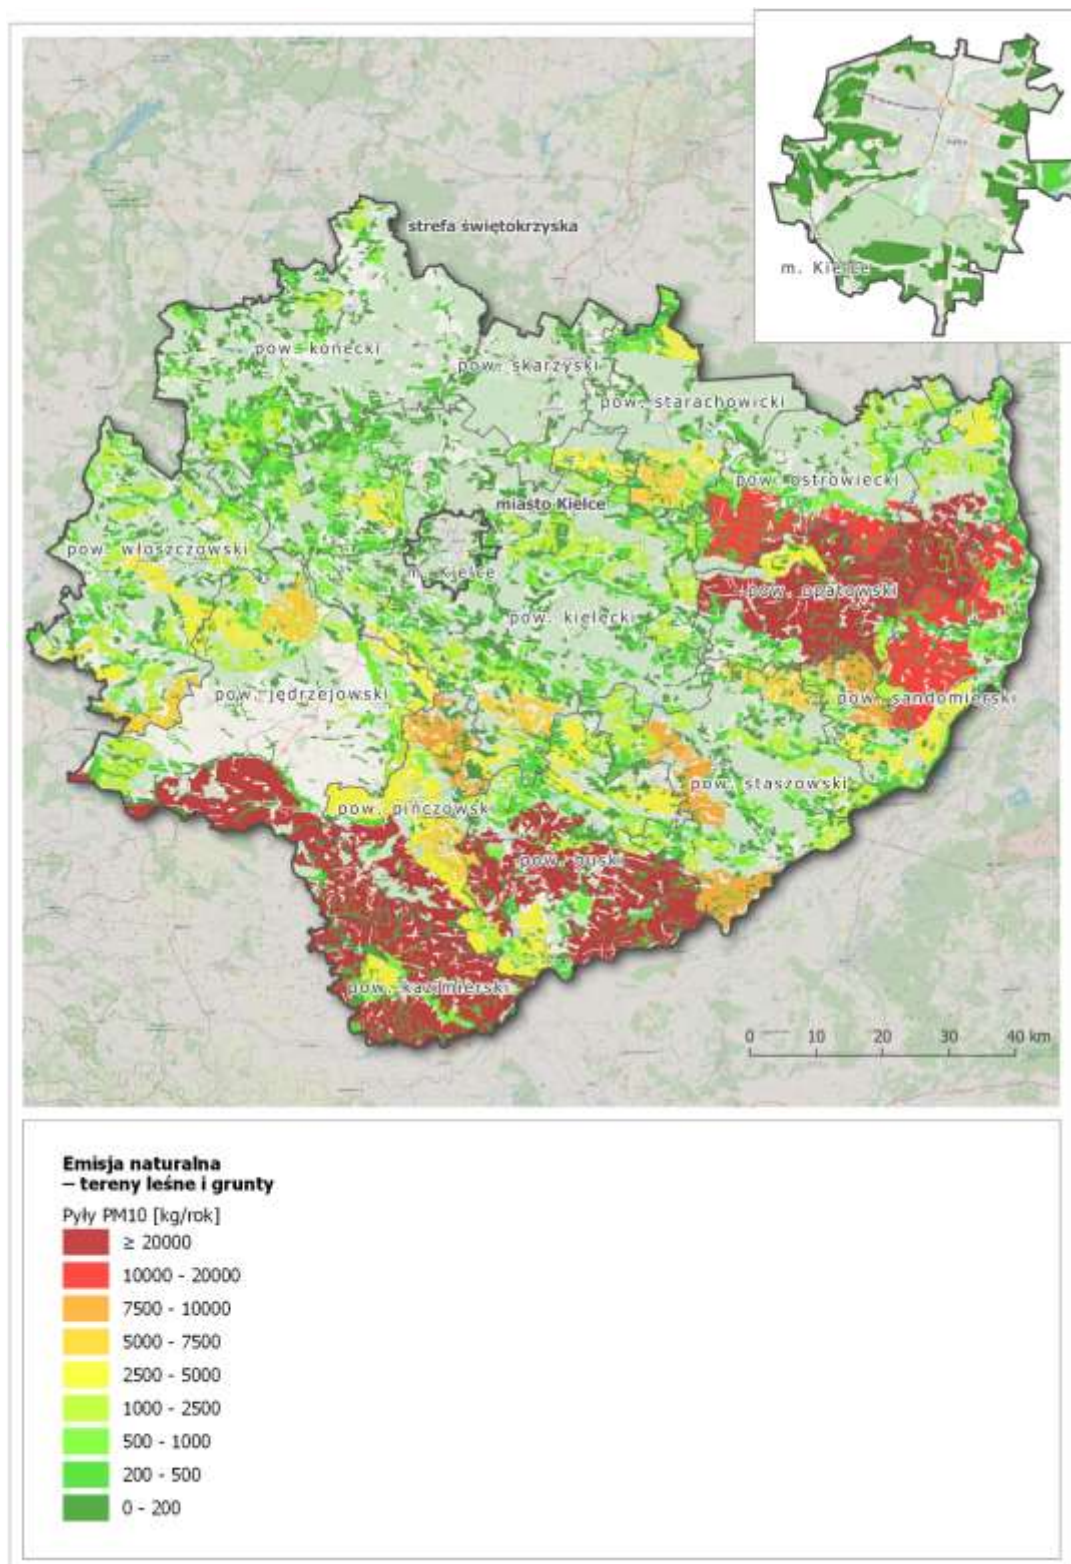 strefa świętokrzyska
m. Kielce
pow. konecki
pow. skarżyski
pow. starachowicki
pow. ostrowiecki
miasto Kielce
pow. włoszczowski
m. Kielce
pow. opatowski
pow. kielecki
pow. jędrzejowski
pow. sandomierski
pow. staszowski
pow. pińczowski
pow. buski
pow. kazimierski
0 10 20 30 40 km
Emisja naturalna
– tereny leśne i grunty
Pyły PM10 [kg/rok]
≥ 20000
10000 - 20000
7500 - 10000
5000 - 7500
2500 - 5000
1000 - 2500
500 - 1000
200 - 500
0 - 200